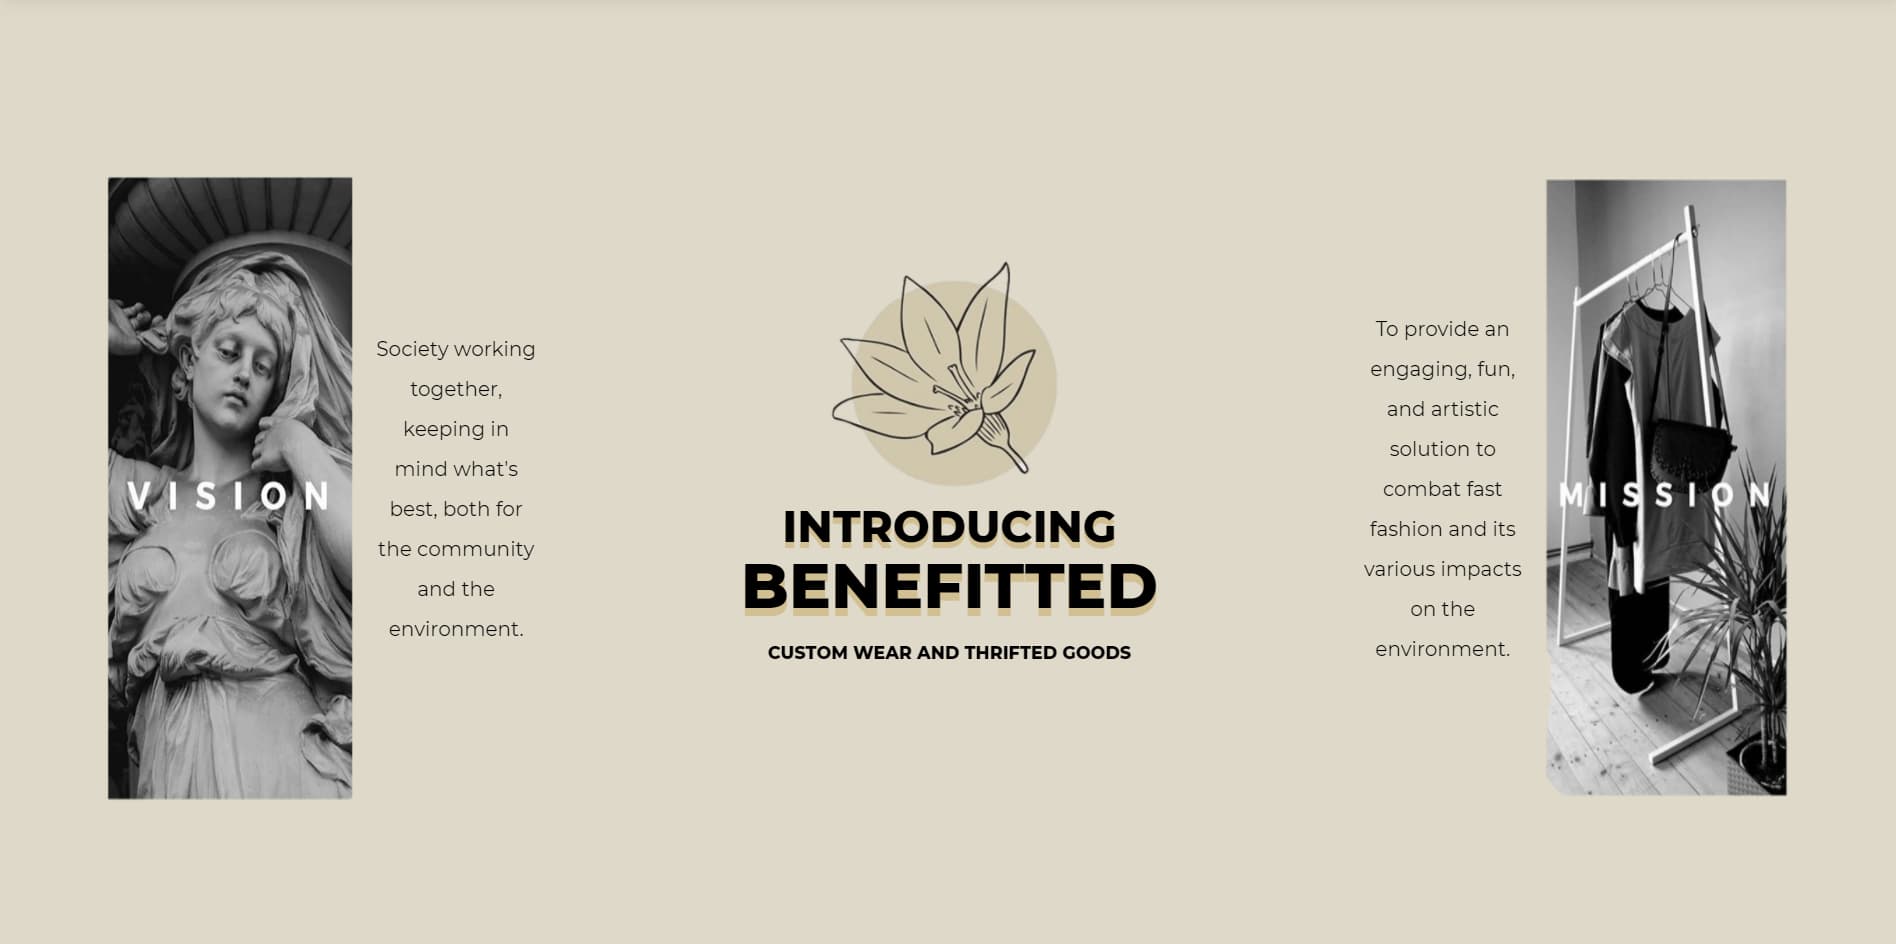 VISION
Society working
together,
keeping in
mind what's
best, both for
the community
and the
environment.
INTRODUCING
BENEFITTED
CUSTOM WEAR AND THRIFTED GOODS
To provide an
engaging, fun,
and artistic
solution to
combat fast
fashion and its
various impacts
on the
environment.
MISSION